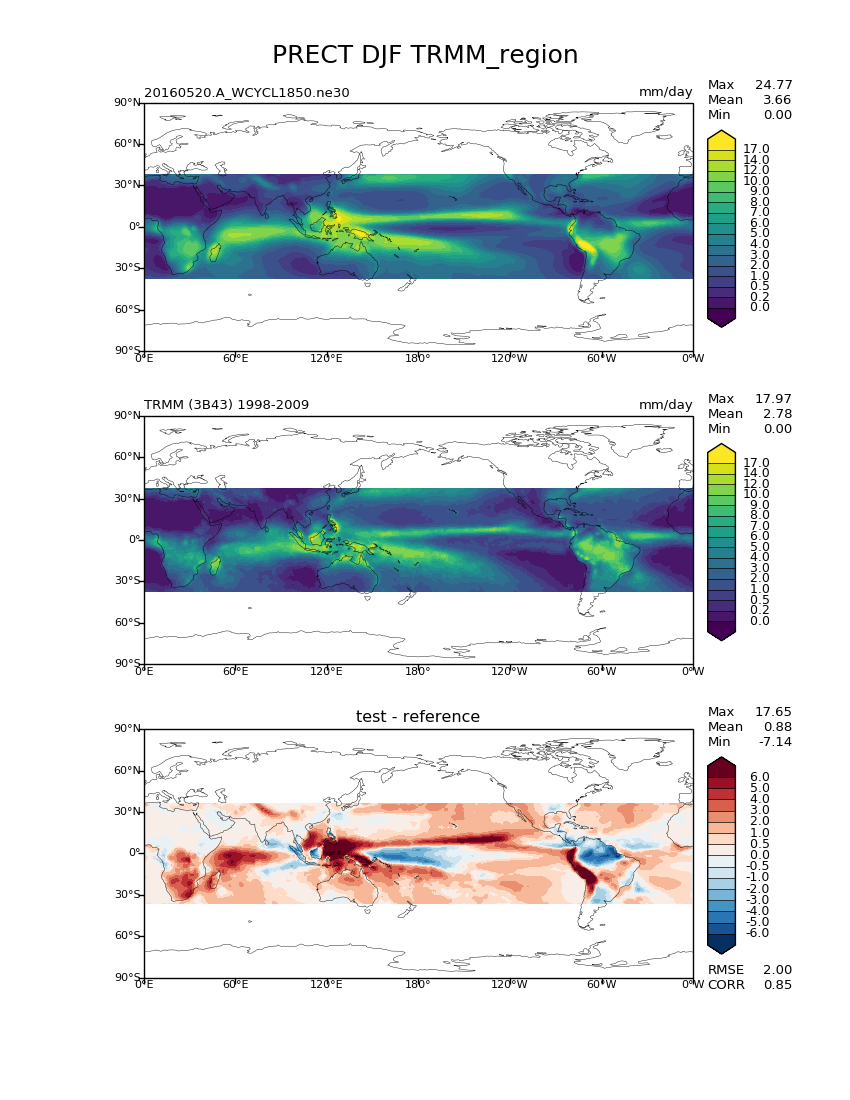 PRECT DJF TRMM_region
20160520.A_WCYCL1850.ne30 mm/day
Max 24.77
Mean 3.66
Min 0.00
90°N
60°N
30°N
0°
30°S
60°S
90°S
0°E 60°E 120°E 180° 120°W 60°W 0°W
17.0
14.0
12.0
10.0
9.0
8.0
7.0
6.0
5.0
4.0
3.0
2.0
1.0
0.5
0.2
0.0
TRMM (3B43) 1998-2009 mm/day
Max 17.97
Mean 2.78
Min 0.00
90°N
60°N
30°N
0°
30°S
60°S
90°S
0°E 60°E 120°E 180° 120°W 60°W 0°W
17.0
14.0
12.0
10.0
9.0
8.0
7.0
6.0
5.0
4.0
3.0
2.0
1.0
0.5
0.2
0.0
test - reference
Max 17.65
Mean 0.88
Min -7.14
90°N
60°N
30°N
0°
30°S
60°S
90°S
0°E 60°E 120°E 180° 120°W 60°W 0°W
6.0
5.0
4.0
3.0
2.0
1.0
0.5
0.0
-0.5
-1.0
-2.0
-3.0
-4.0
-5.0
-6.0
RMSE 2.00
CORR 0.85